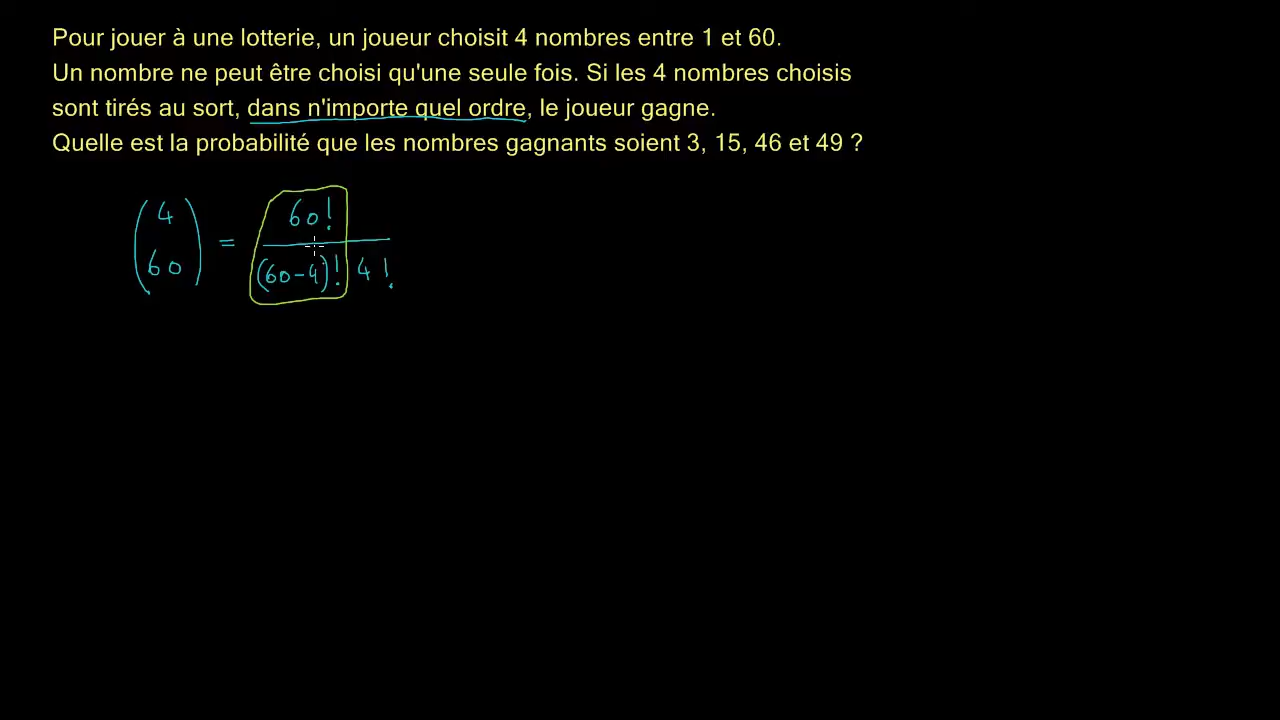 Pour jouer à une lotterie, un joueur choisit 4 nombres entre 1 et 60.
Un nombre ne peut être choisi qu'une seule fois. Si les 4 nombres choisis
sont tirés au sort, dans n'importe quel ordre, le joueur gagne.
Quelle est la probabilité que les nombres gagnants soient 3, 15, 46 et 49 ?
4 60!
= 
60 (60-4)! 4!